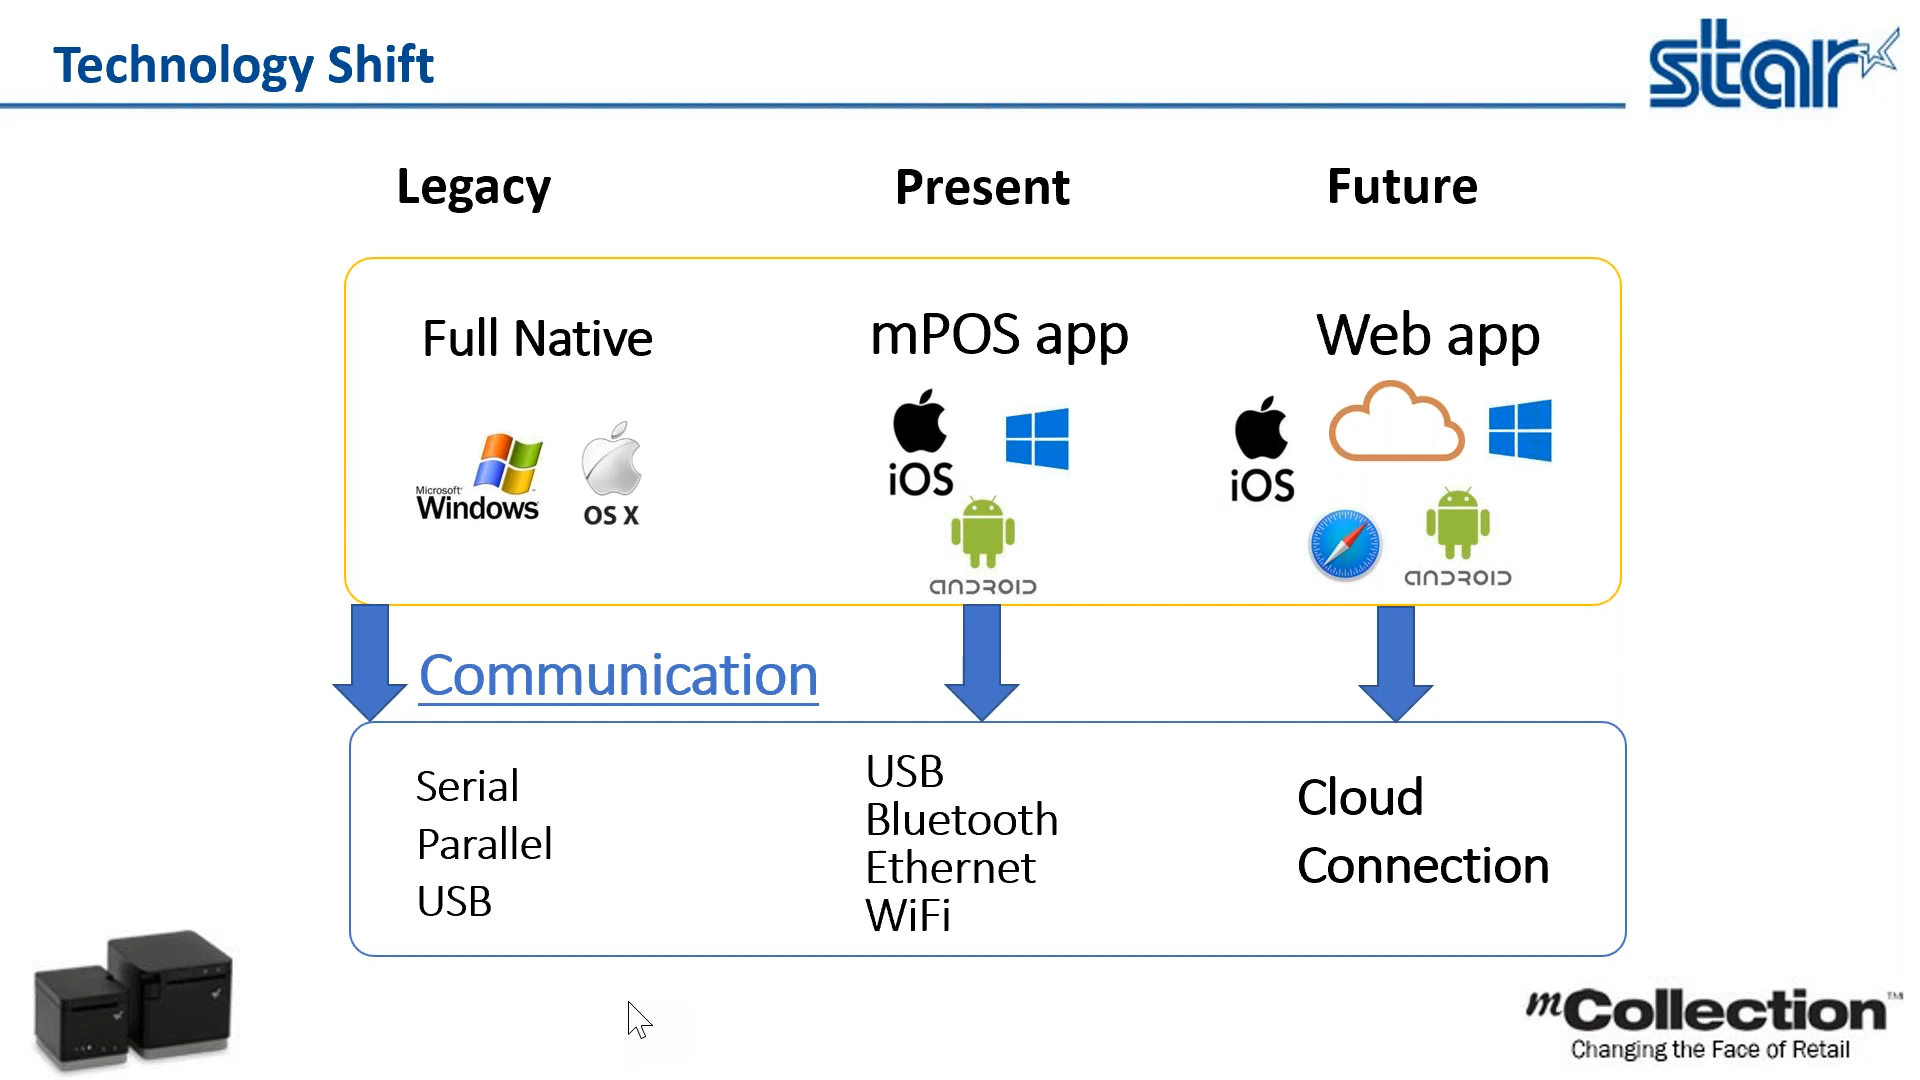 Technology Shift
star
Legacy
Present
Future
Full Native
mPOS app
Web app
Microsoft®
Windows
OS X
iOS
ANDROID
iOS
ANDROID
Communication
Serial
Parallel
USB
USB
Bluetooth
Ethernet
WiFi
Cloud
Connection
mCollection™
Changing the Face of Retail